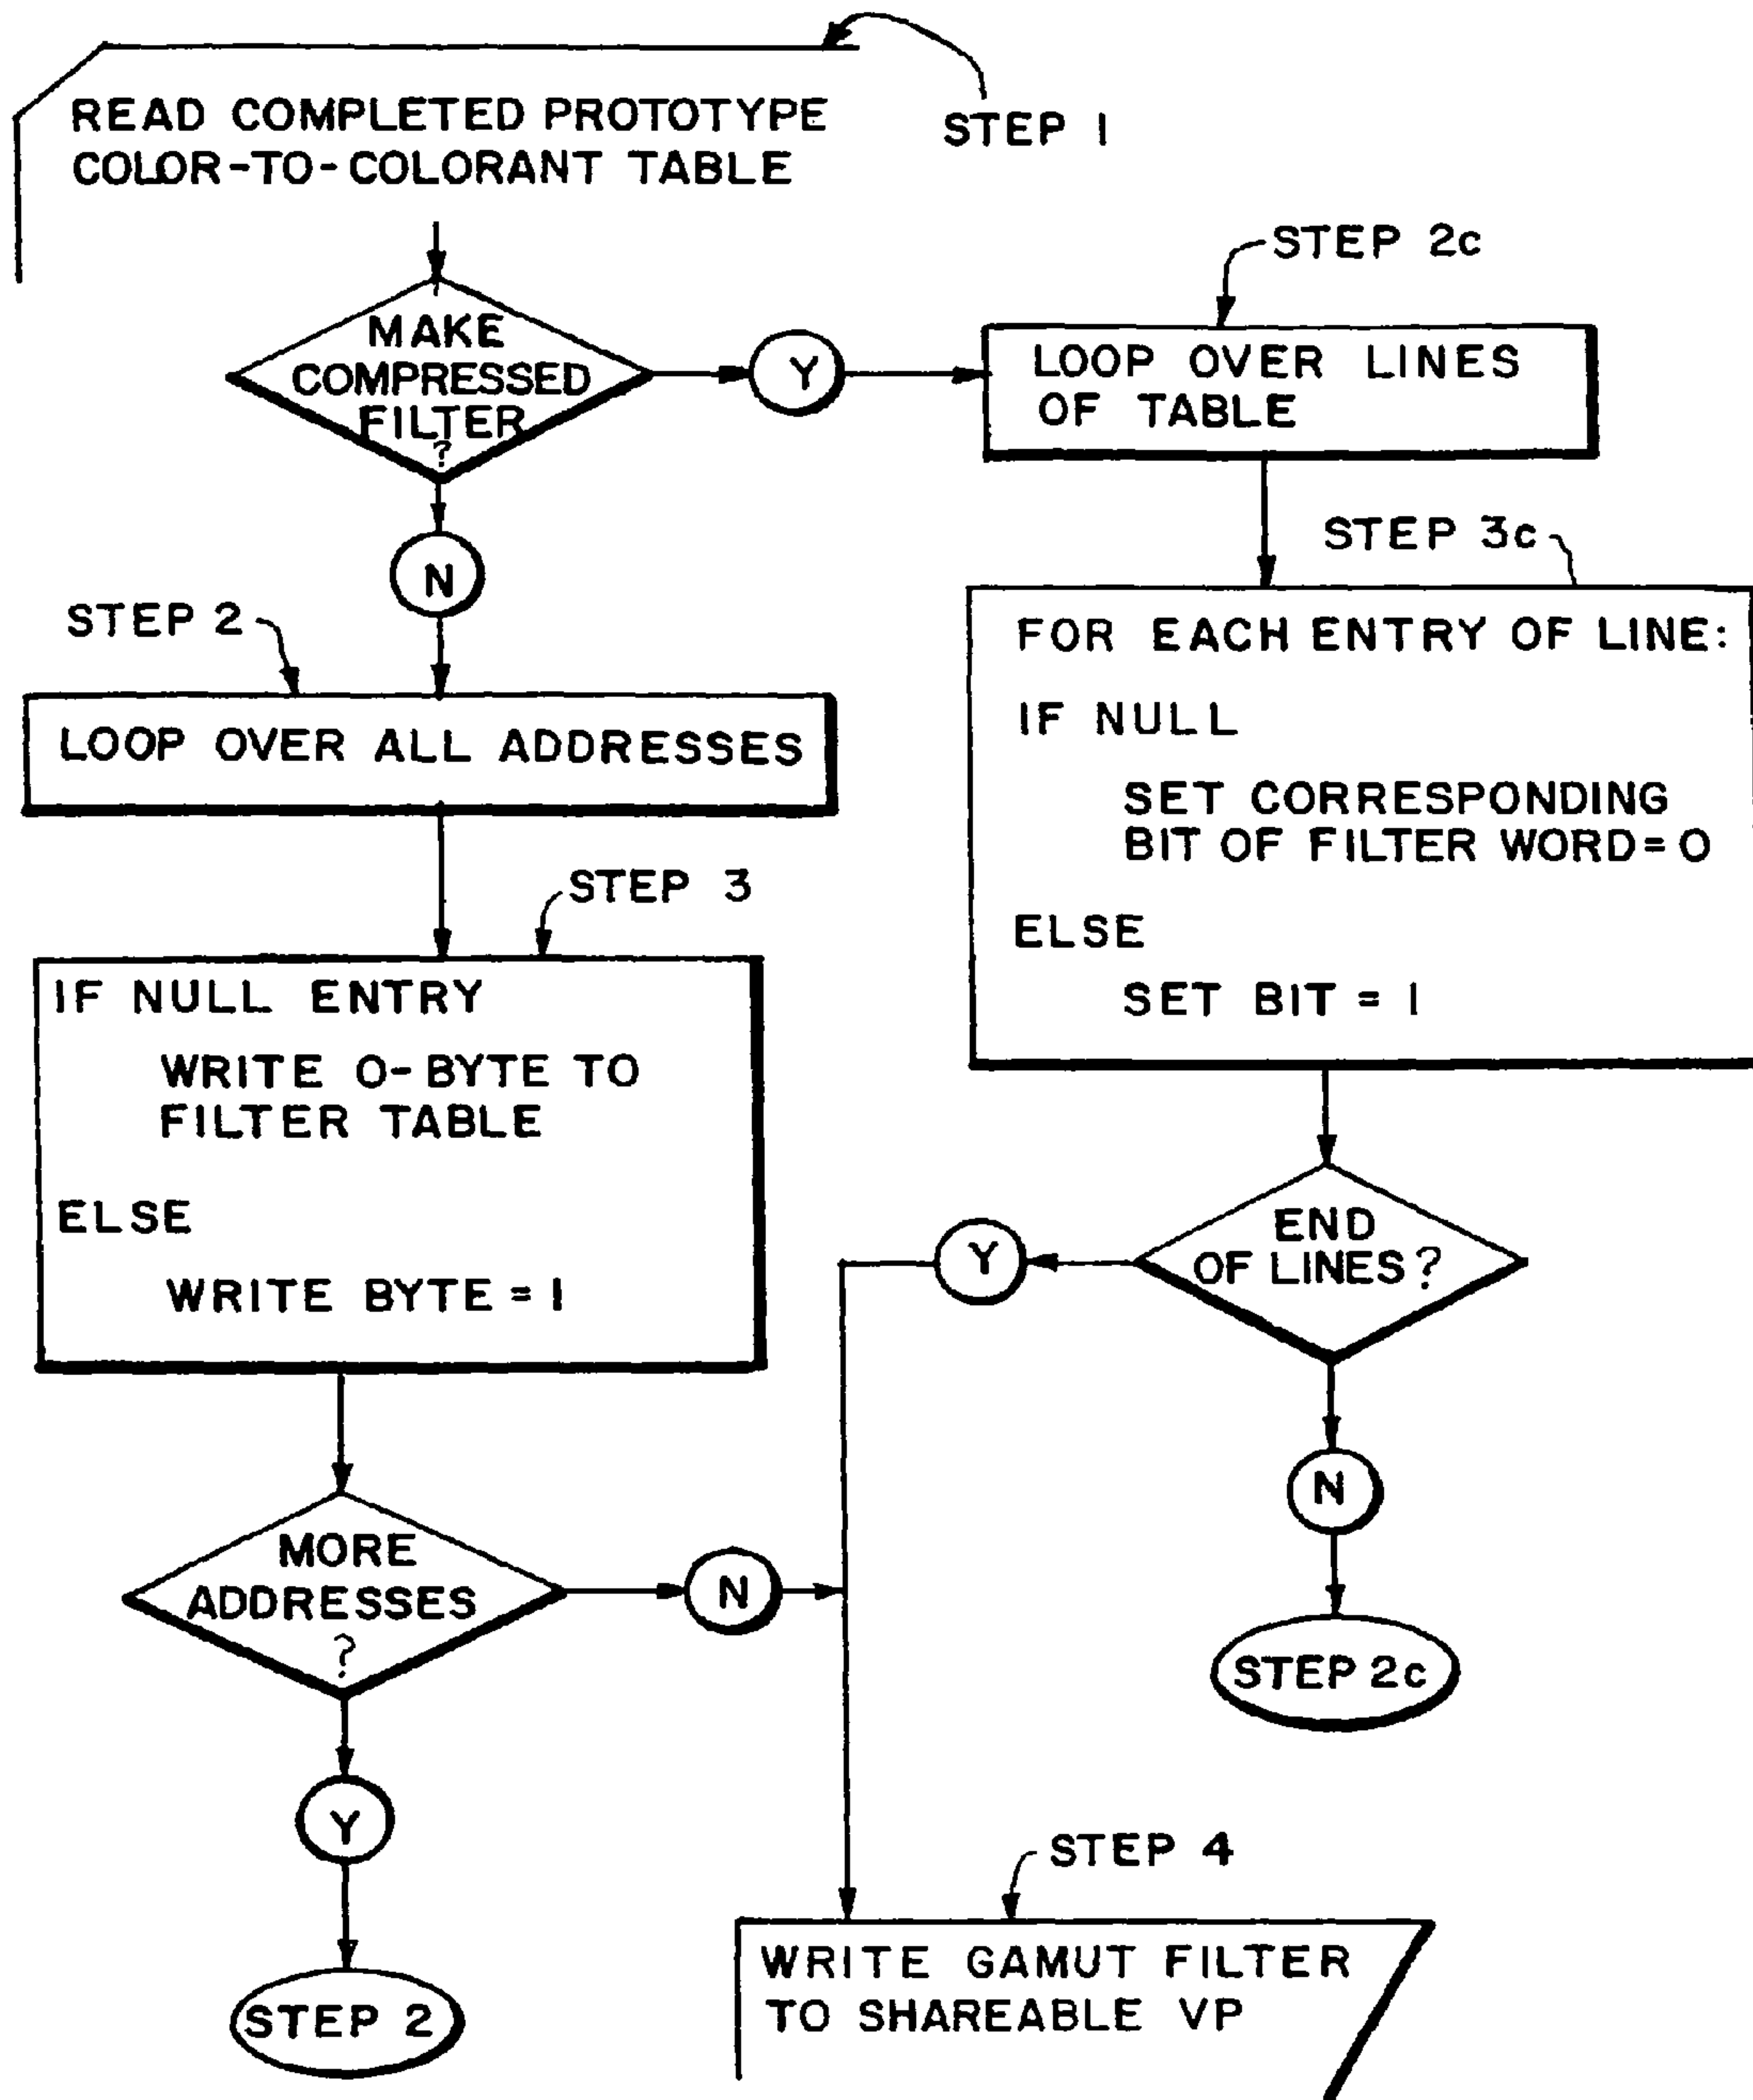 READ COMPLETED PROTOTYPE
COLOR-TO-COLORANT TABLE
STEP 1
MAKE
COMPRESSED
FILTER
?
Y
STEP 2c
LOOP OVER LINES
OF TABLE
N
STEP 2
LOOP OVER ALL ADDRESSES
STEP 3c
FOR EACH ENTRY OF LINE:
IF NULL
SET CORRESPONDING
BIT OF FILTER WORD=0
ELSE
SET BIT = 1
STEP 3
IF NULL ENTRY
WRITE 0-BYTE TO
FILTER TABLE
ELSE
WRITE BYTE = 1
END
OF LINES?
Y
N
STEP 2c
MORE
ADDRESSES
?
N
Y
STEP 2
STEP 4
WRITE GAMUT FILTER
TO SHAREABLE VP